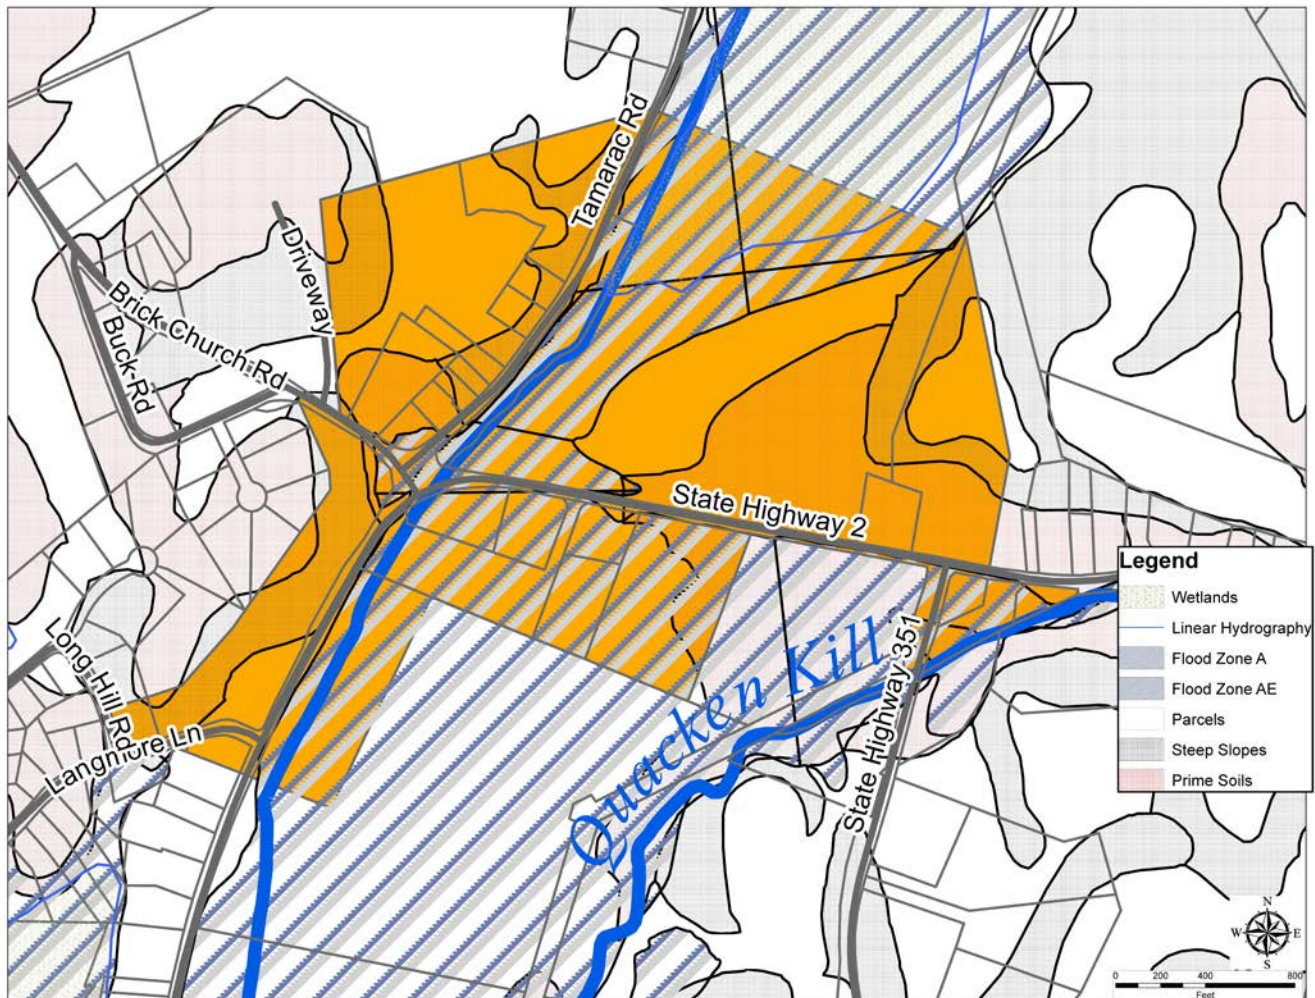 Tamarac Rd
Driveway
Brick Church Rd
Buck Rd
State Highway 2
Long Hill Rd
Langmore Ln
Quacken Kill
State Highway 351
Legend
Wetlands
Linear Hydrography
Flood Zone A
Flood Zone AE
Parcels
Steep Slopes
Prime Soils
N
W E
S
0 200 400 800
Feet